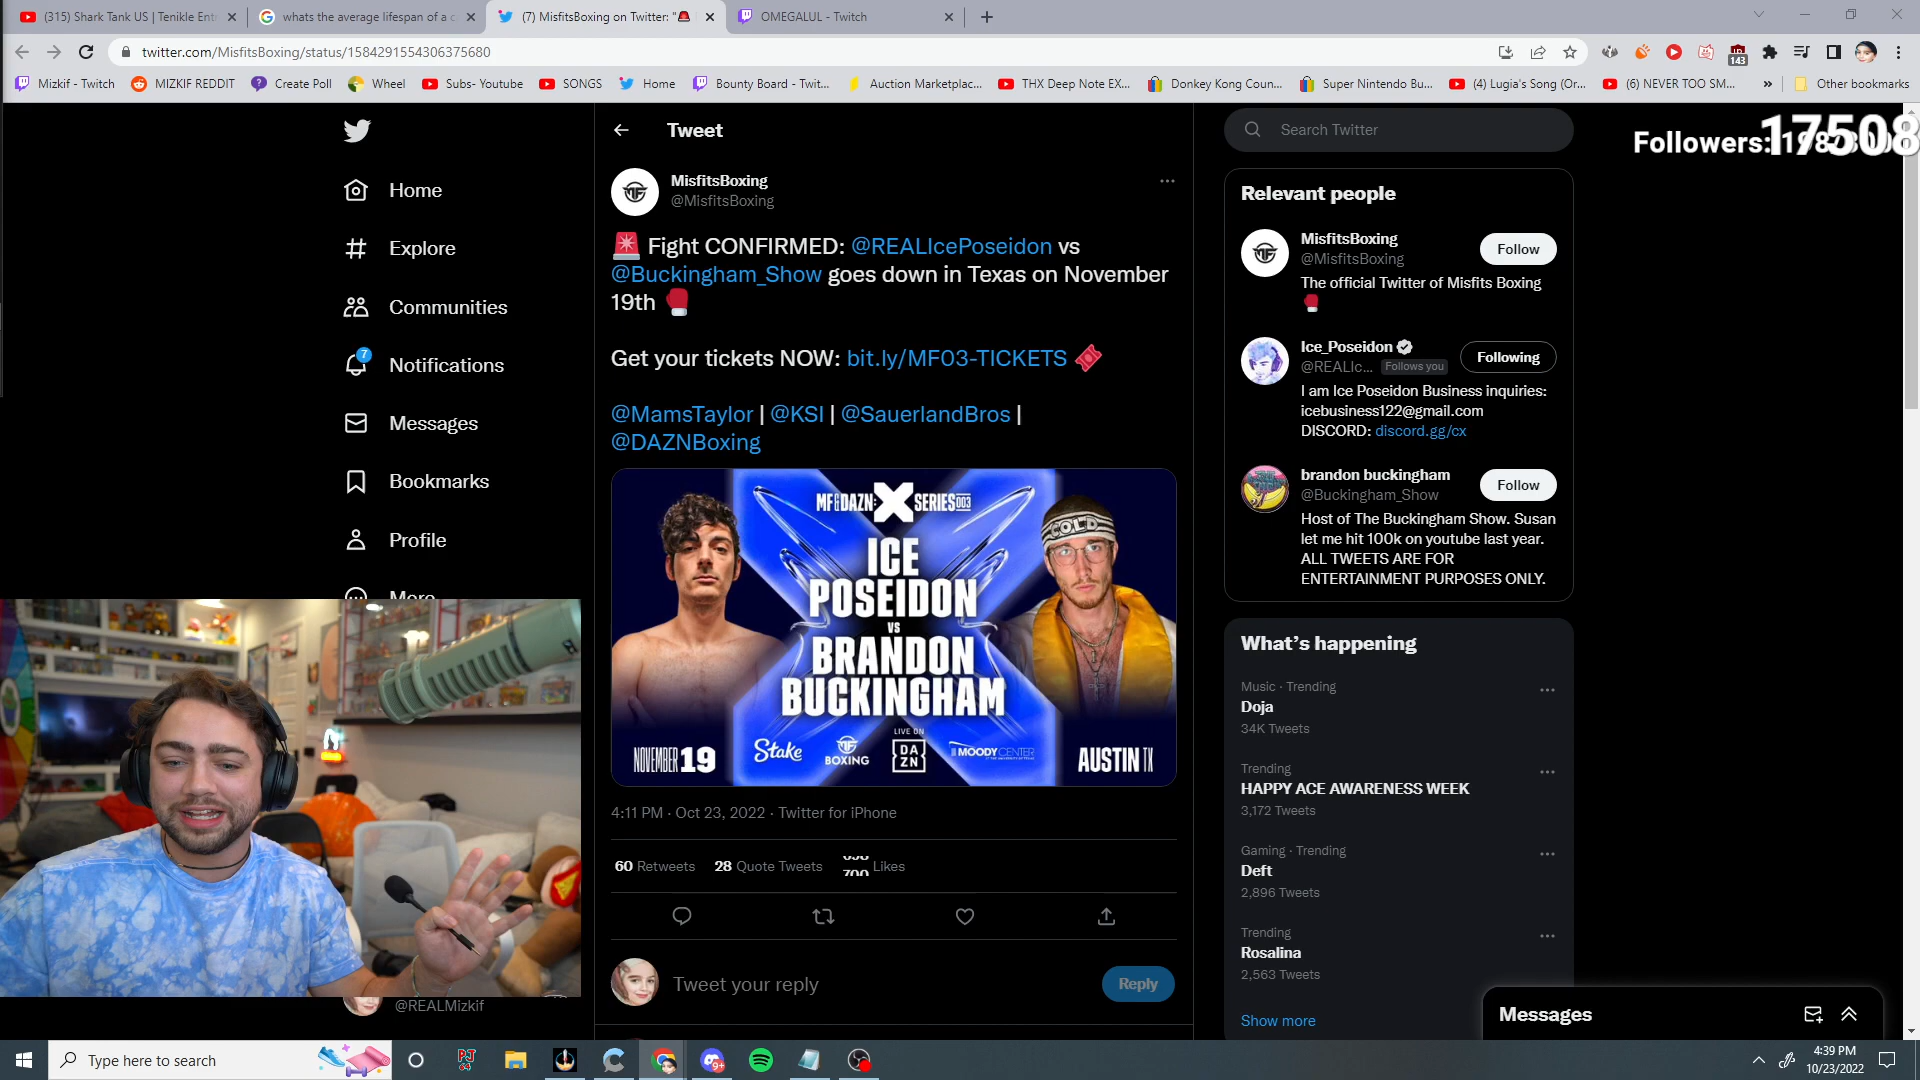 (315) Shark Tank US | Tenikle Ent
whats the average lifespan of a c
(7) MisfitsBoxing on Twitter: "🚨
OMEGALUL - Twitch
twitter.com/MisfitsBoxing/status/1584291554306375680
143
Mizkif - Twitch
MIZKIF REDDIT
Create Poll
Wheel
Subs- Youtube
SONGS
Home
Bounty Board - Twit...
Auction Marketplac...
THX Deep Note EX...
Donkey Kong Coun...
Super Nintendo Bu...
(4) Lugia's Song (Or...
(6) NEVER TOO SM...
Other bookmarks
Home
Explore
Communities
7
Notifications
Messages
Bookmarks
Profile
More
@REALMizkif
Tweet
MisfitsBoxing
@MisfitsBoxing
🚨 Fight CONFIRMED: @REALIcePoseidon vs
@Buckingham_Show goes down in Texas on November
19th 🥊
Get your tickets NOW: bit.ly/MF03-TICKETS 🎟
@MamsTaylor | @KSI | @SauerlandBros |
@DAZNBoxing
MF&DAZN: X SERIES 003
ICE
POSEIDON
VS
BRANDON
BUCKINGHAM
COLD
NOVEMBER 19
Stake
MF
BOXING
LIVE ON
DAZN
MOODY CENTER
AUSTIN TX
4:11 PM · Oct 23, 2022 · Twitter for iPhone
60 Retweets 28 Quote Tweets Likes
Tweet your reply
Reply
Search Twitter
Followers:
17508
Relevant people
MisfitsBoxing
@MisfitsBoxing
Follow
The official Twitter of Misfits Boxing
🥊
Ice_Poseidon
@REALIc... Follows you
Following
I am Ice Poseidon Business inquiries:
icebusiness122@gmail.com
DISCORD: discord.gg/cx
brandon buckingham
@Buckingham_Show
Follow
Host of The Buckingham Show. Susan
let me hit 100k on youtube last year.
ALL TWEETS ARE FOR
ENTERTAINMENT PURPOSES ONLY.
What's happening
Music · Trending
Doja
34K Tweets
Trending
HAPPY ACE AWARENESS WEEK
3,172 Tweets
Gaming · Trending
Deft
2,896 Tweets
Trending
Rosalina
2,563 Tweets
Show more
Messages
Type here to search
9+
4:39 PM
10/23/2022